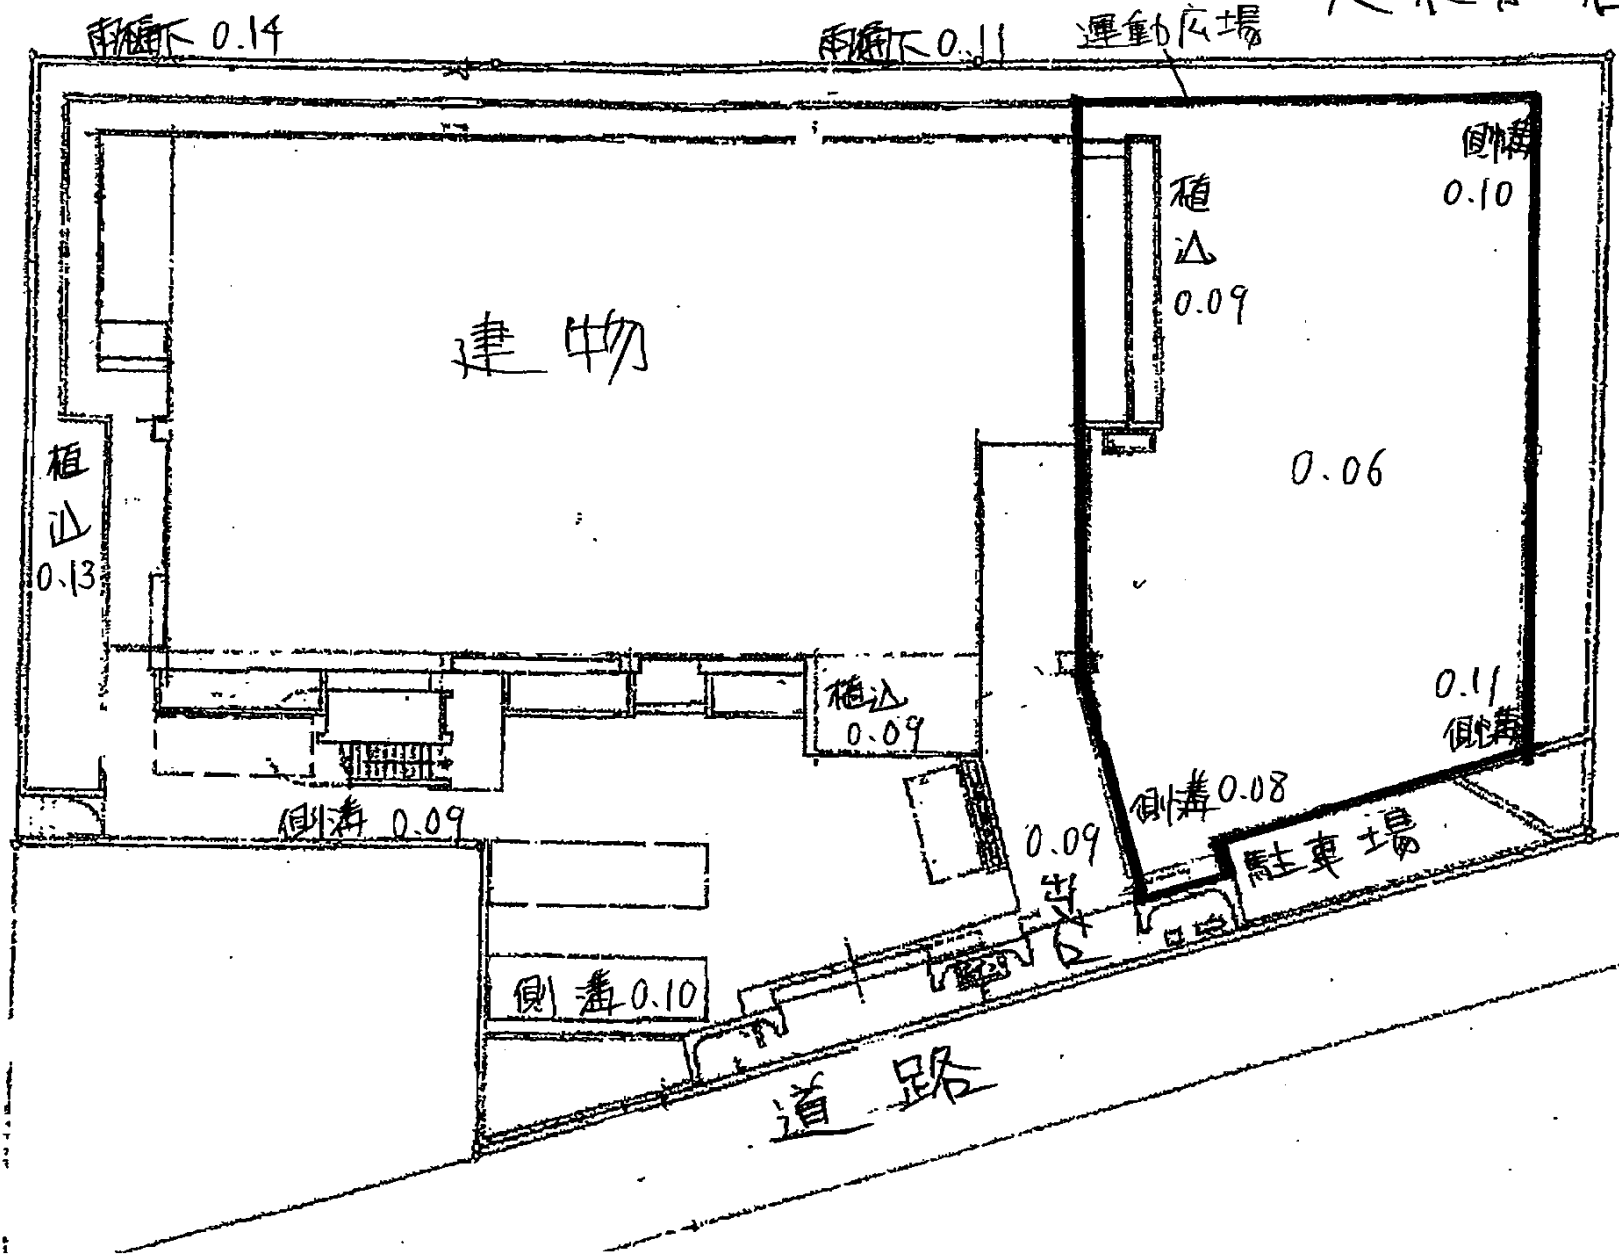 雨樋下 0.14
雨樋下 0.11
運動広場
側溝
0.10
植
込
0.09
建物
0.06
植
込
0.13
植込
0.09
0.11
側溝
側溝 0.08
側溝 0.09
0.09
出入口
駐車場
側溝 0.10
道路